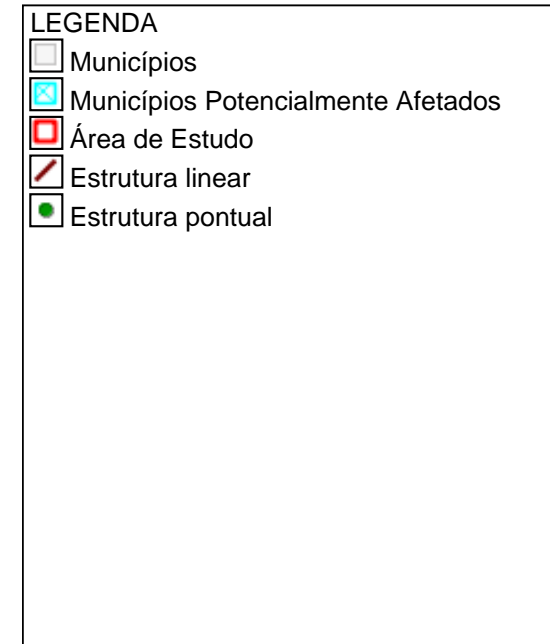 LEGENDA
Municípios
Municípios Potencialmente Afetados
Área de Estudo
Estrutura linear
Estrutura pontual